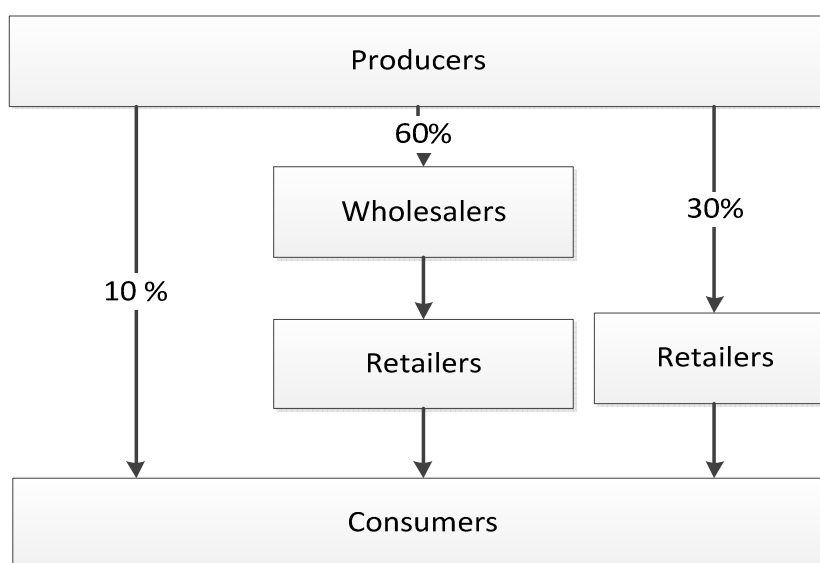 Producers
60%
Wholesalers
30%
10 %
Retailers
Retailers
Consumers